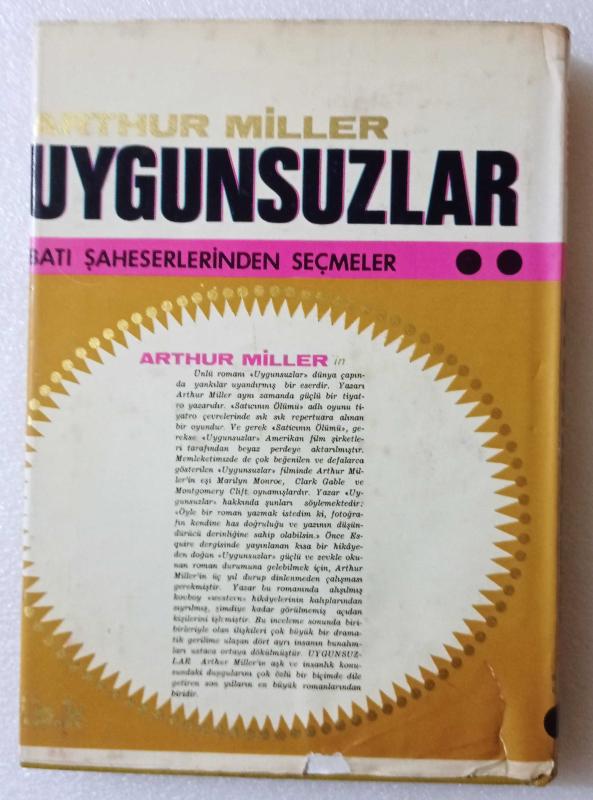 ARTHUR MİLLER
UYGUNSUZLAR
BATI ŞAHESERLERİNDEN SEÇMELER
ARTHUR MİLLER in
Ünlü romanı «Uygunsuzlar» dünya çapın-
da yankılar uyandırmış bir eserdir. Yazarı
Arthur Miller aynı zamanda güçlü bir tiyat-
ro yazarıdır. «Satıcının Ölümü» adlı oyunu ti-
yatro çevrelerinde sık sık repertuara alınan
bir oyundur. Ve gerek «Satıcının Ölümü», ge-
rekse «Uygunsuzlar» Amerikan film şirketle-
ri tarafından beyaz perdeye aktarılmıştır.
Memleketimizde de çok beğenilen ve defalarca
gösterilen «Uygunsuzlar» filminde Arthur Mil-
ler'in eşi Marilyn Monroe, Clark Gable ve
Montgomery Clift oynamışlardır. Yazar «Uy-
gunsuzlar» hakkında şunları söylemektedir:
«Öyle bir roman yazmak istedim ki, fotoğra-
fın kendine has doğruluğu ve yazının düşün-
dürücü derinliğine sahip olabilsin.» Önce Es-
quire dergisinde yayınlanan kısa bir hikâye-
den doğan «Uygunsuzlar» güçlü ve zevkle oku-
nan roman durumuna gelebilmek için, Arthur
Miller'in üç yıl durup dinlenmeden çalışması
gerekmiştir. Yazar bu romanında alışılmış
kovboy «western» hikâyelerinin kalıplarından
sıyrılmış, şimdiye kadar görülmemiş açıdan
kişilerini işlemiştir. Bu inceleme sonunda biri-
birleriyle olan ilişkileri çok büyük bir drama-
tik gerilime ulaşan dört ayrı insanın bunahm-
ları ustaca ortaya dökülmüştür. UYGUNSUZ-
LAR Arthur Miller'in aşk ve insanlık konu-
sundaki duygularını çok özlü bir biçimde dile
getiren son yılların en büyük romanlarından
biridir.